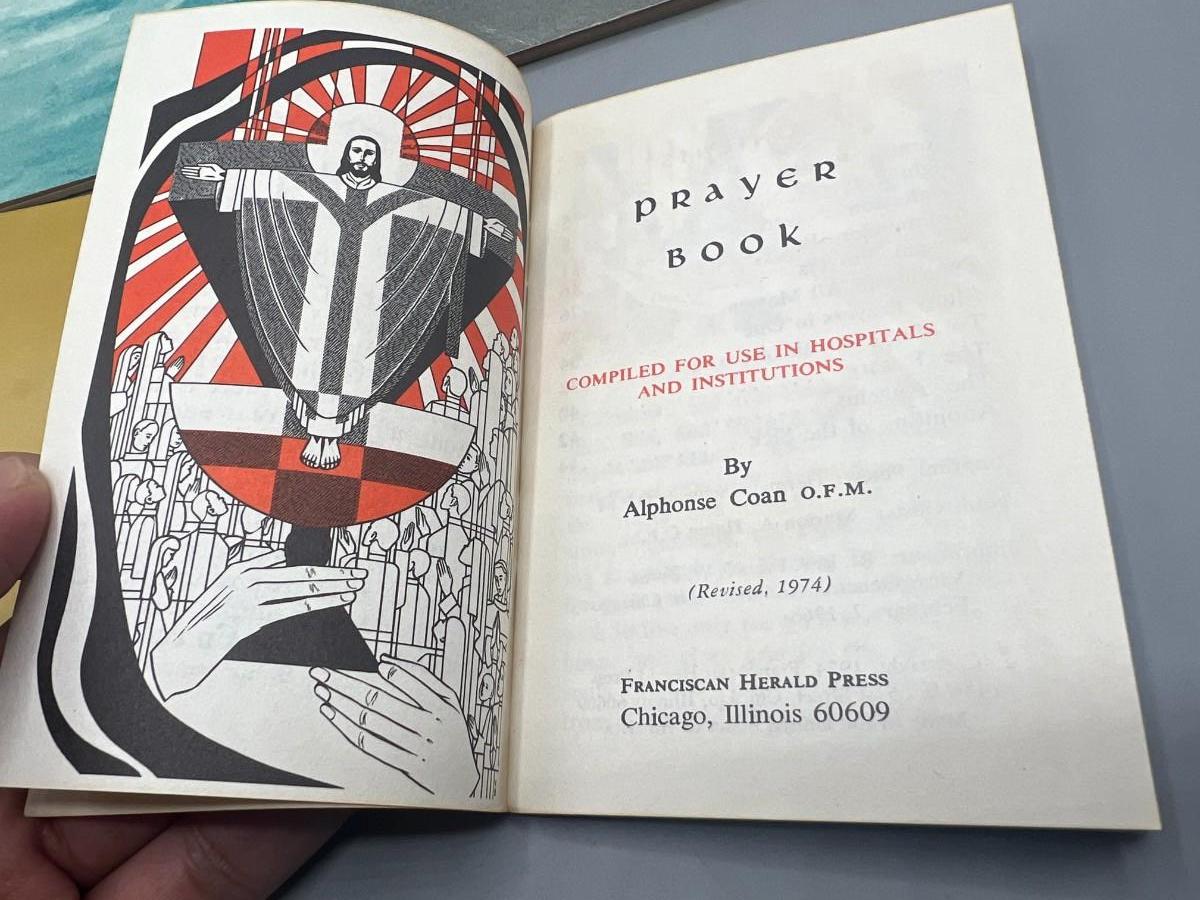 PRAYER
BOOK
COMPILED FOR USE IN HOSPITALS
AND INSTITUTIONS
By
Alphonse Coan O.F.M.
(Revised, 1974)
FRANCISCAN HERALD PRESS
Chicago, Illinois 60609